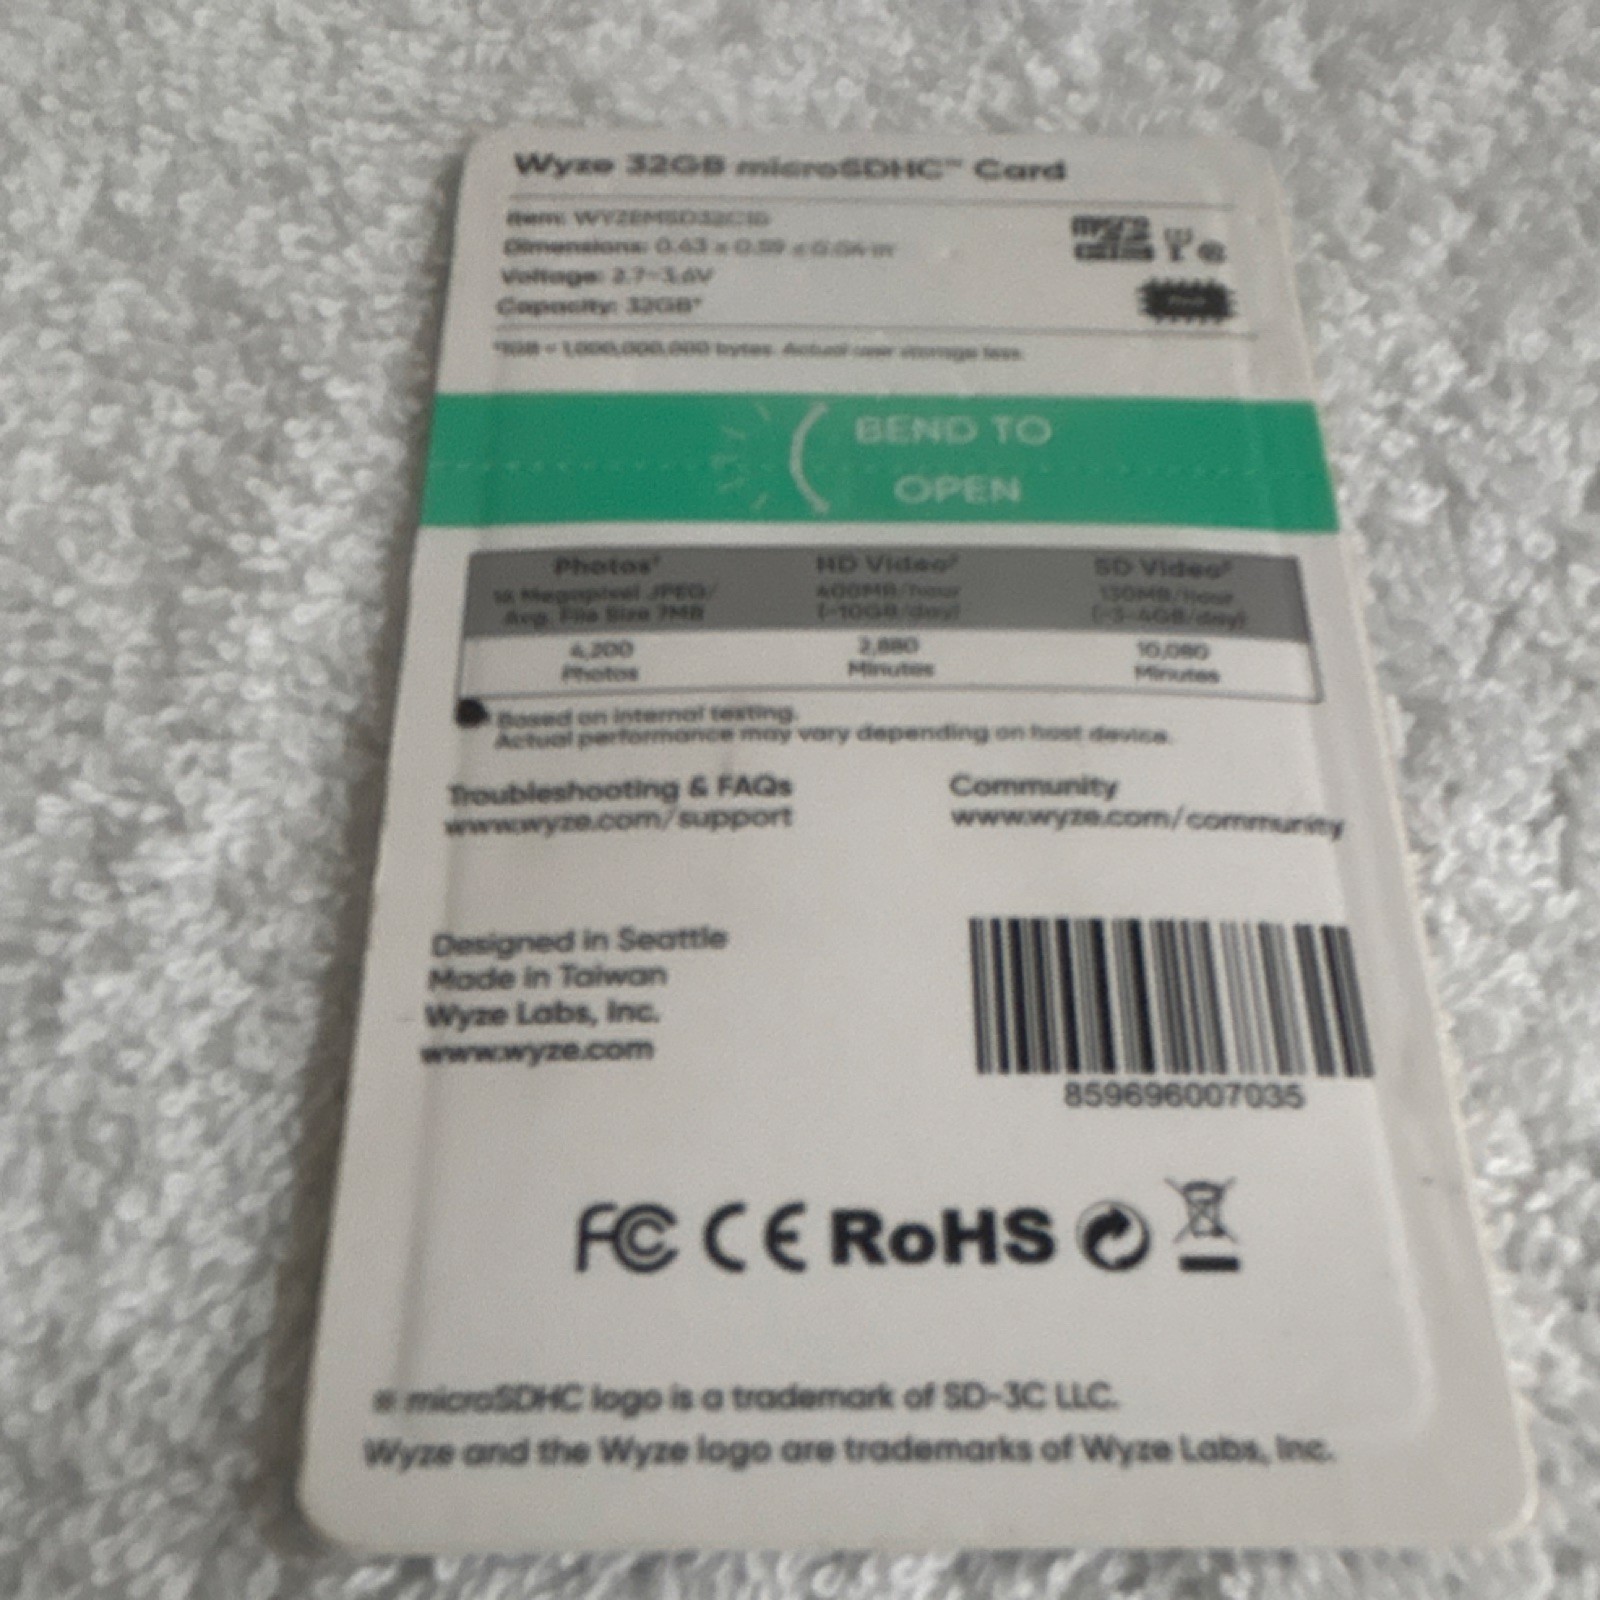 Wyze 32GB microSDHC™ Card
Item: WYZEMSD32C10
Dimensions: 0.43 x 0.59 x 0.04 in
Voltage: 2.7-3.6V
Capacity: 32GB*
*1GB = 1,000,000,000 bytes. Actual user storage less.
BEND TO
OPEN
Photos² HD Video² SD Video²
Megapixel JPEG/ 400MB/hour 130MB/hour
Avg. File Size 7MB (~10GB/day) (~3-4GB/day)
4,200 2,880 10,080
Photos Minutes Minutes
Based on internal testing.
Actual performance may vary depending on host device.
Troubleshooting & FAQs Community
www.wyze.com/support www.wyze.com/community
Designed in Seattle
Made in Taiwan
Wyze Labs, Inc.
www.wyze.com
859696007035
FC CE RoHS
※ microSDHC logo is a trademark of SD-3C LLC.
Wyze and the Wyze logo are trademarks of Wyze Labs, Inc.